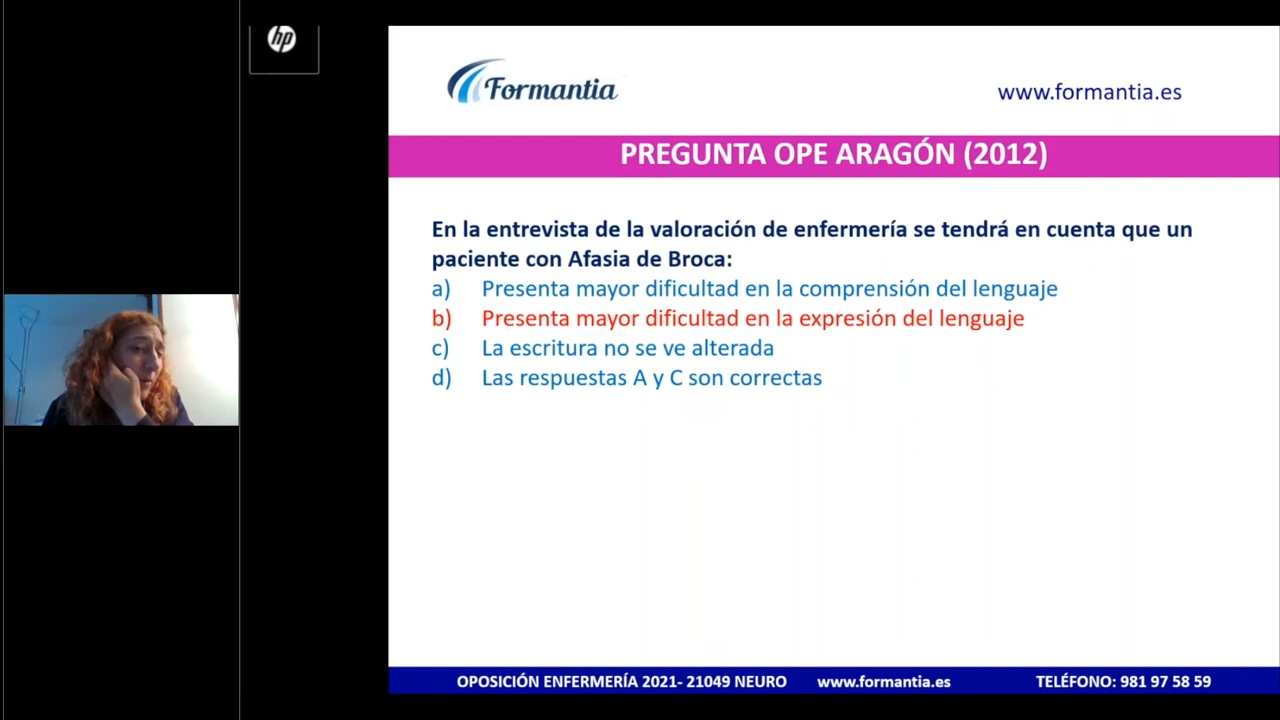 hp
Formantia
www.formantia.es
PREGUNTA OPE ARAGÓN (2012)
En la entrevista de la valoración de enfermería se tendrá en cuenta que un
paciente con Afasia de Broca:
a) Presenta mayor dificultad en la comprensión del lenguaje
b) Presenta mayor dificultad en la expresión del lenguaje
c) La escritura no se ve alterada
d) Las respuestas A y C son correctas
OPOSICIÓN ENFERMERÍA 2021- 21049 NEURO www.formantia.es TELÉFONO: 981 97 58 59